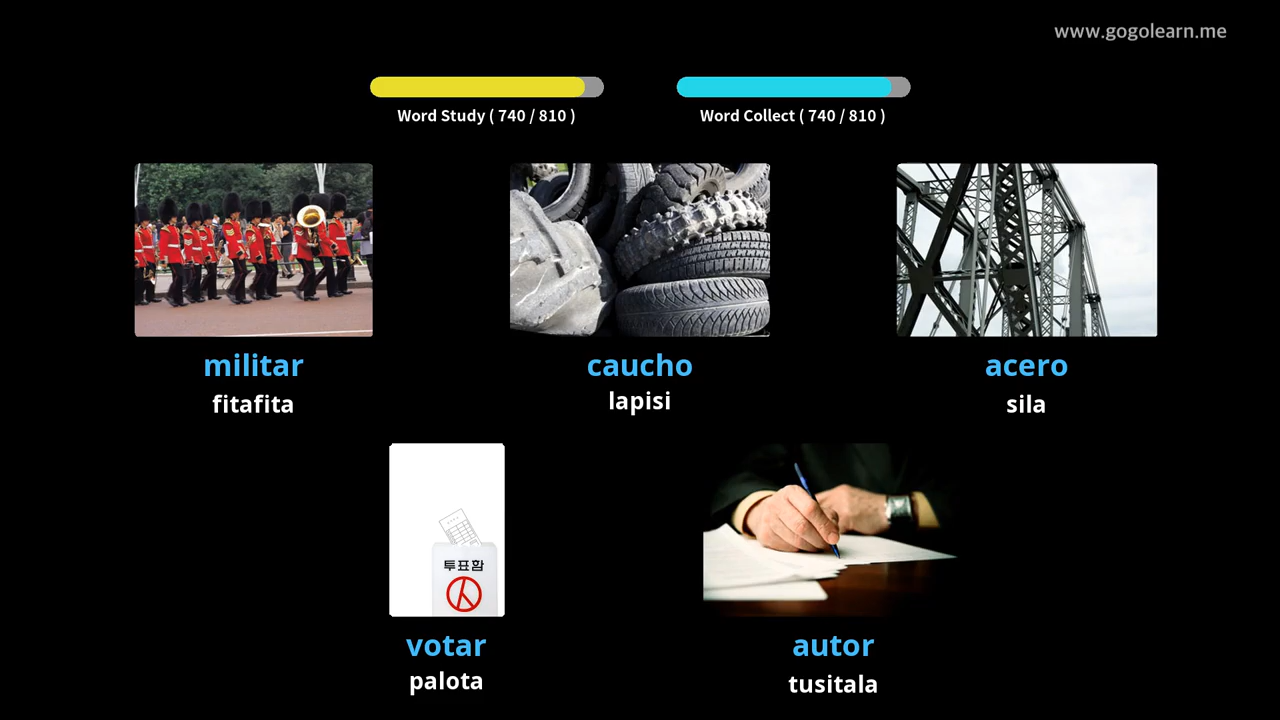 www.gogolearn.me
Word Study ( 740 / 810 )
Word Collect ( 740 / 810 )
militar
fitafita
caucho
lapisi
acero
sila
투표함
votar
palota
autor
tusitala